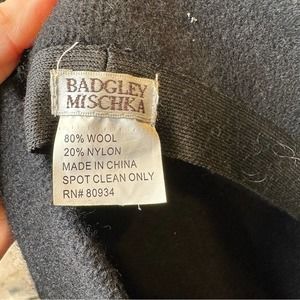 BADGLEY
MISCHKA
80% WOOL
20% NYLON
MADE IN CHINA
SPOT CLEAN ONLY
RN# 80934